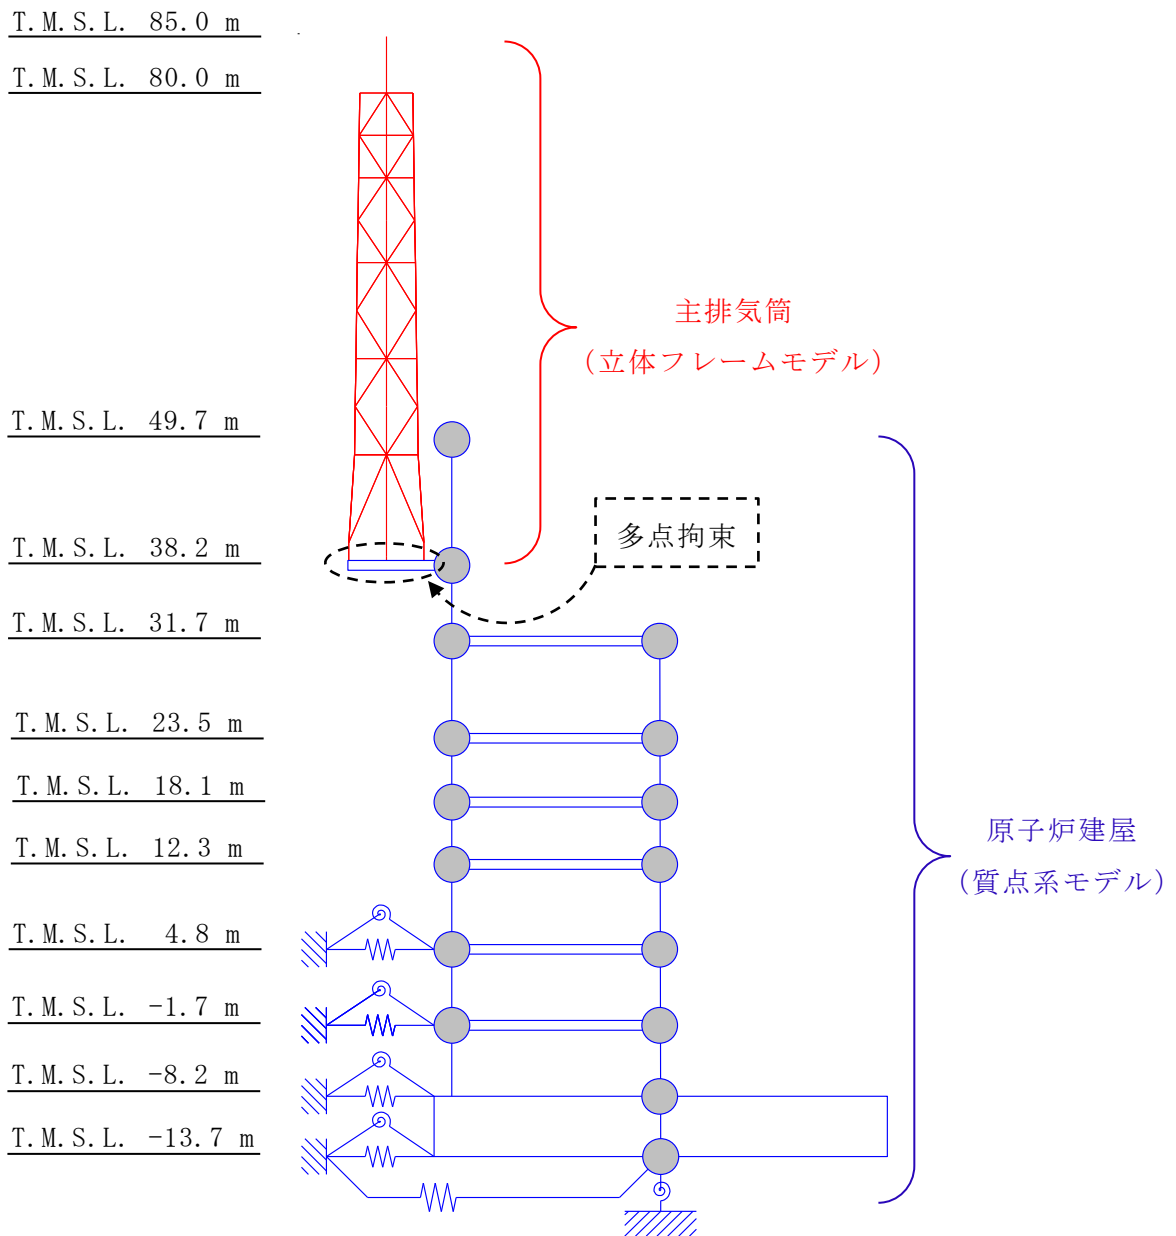 T.M.S.L. 85.0 m
T.M.S.L. 80.0 m
主排気筒
(立体フレームモデル)
T.M.S.L. 49.7 m
多点拘束
T.M.S.L. 38.2 m
T.M.S.L. 31.7 m
T.M.S.L. 23.5 m
T.M.S.L. 18.1 m
原子炉建屋
T.M.S.L. 12.3 m
(質点系モデル)
T.M.S.L. 4.8 m
T.M.S.L. -1.7 m
T.M.S.L. -8.2 m
T.M.S.L. -13.7 m